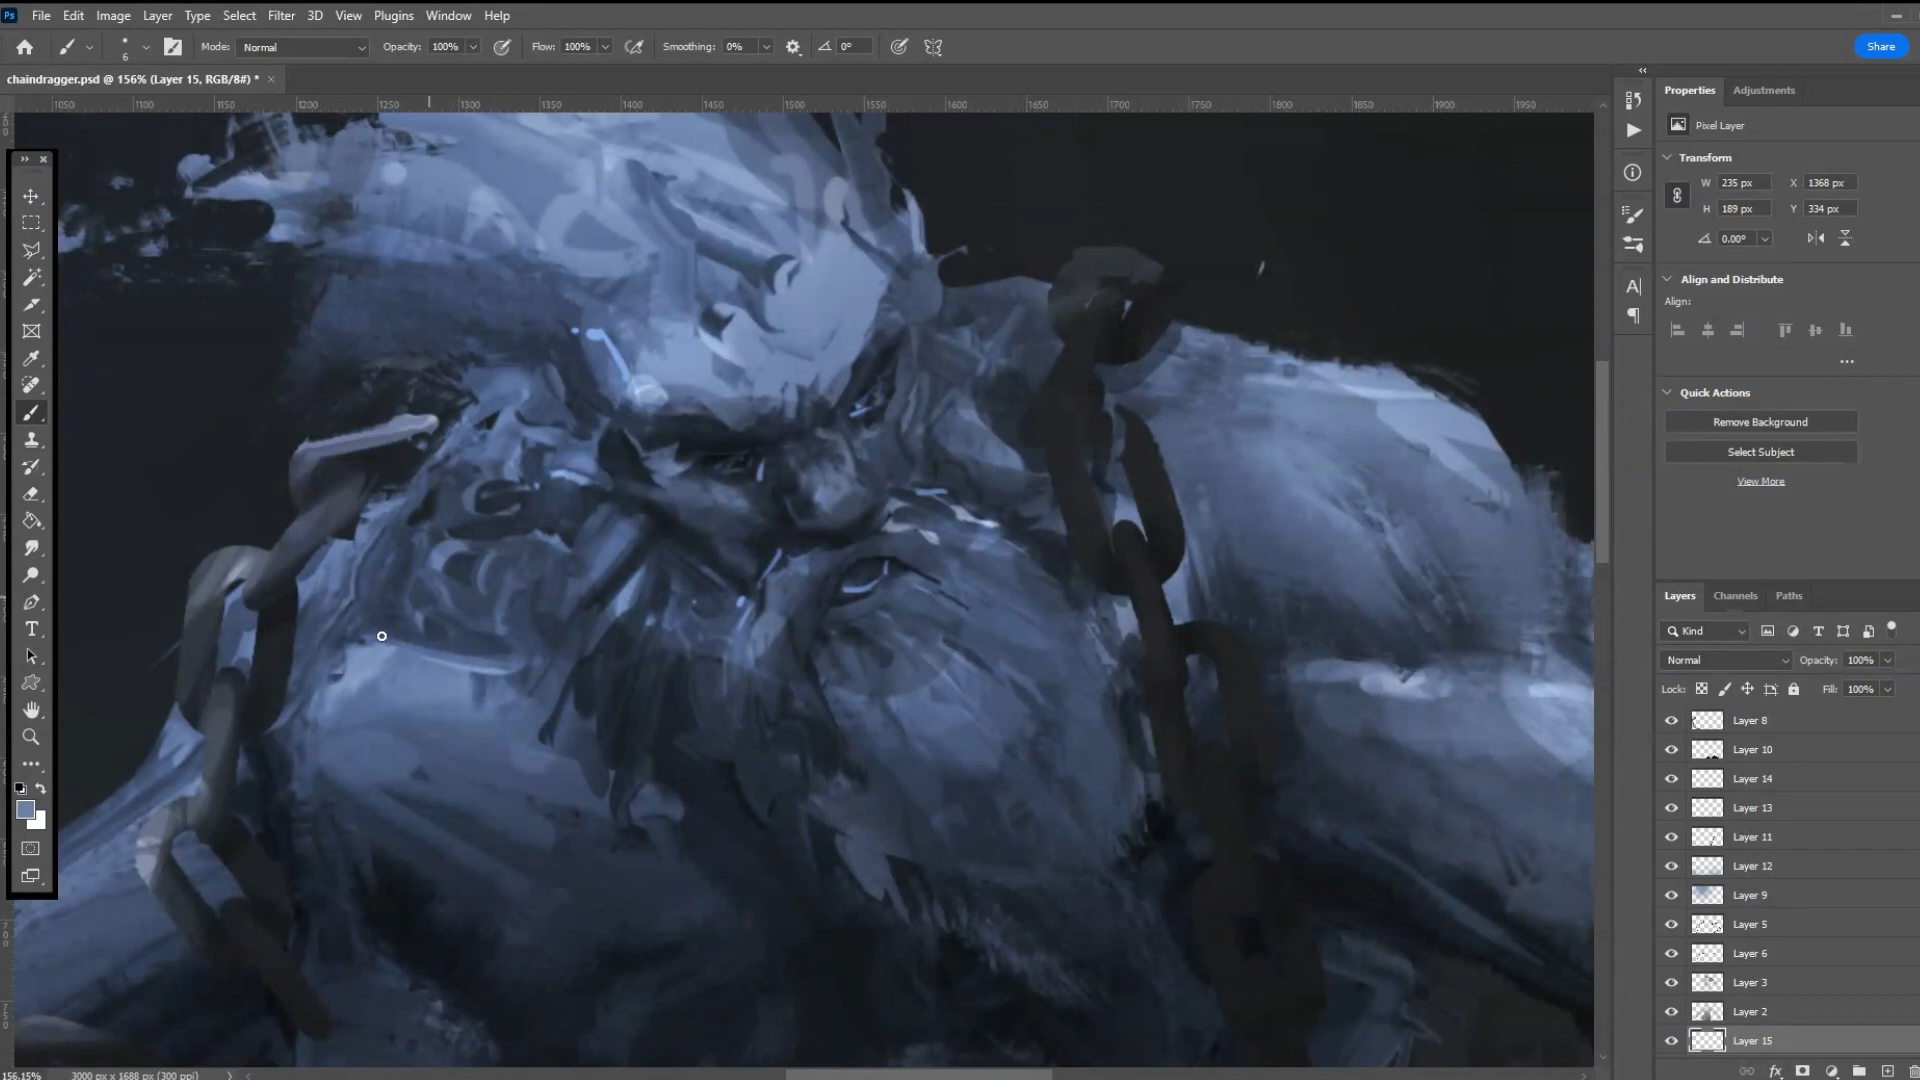 Ps File Edit Image Layer Type Select Filter 3D View Plugins Window Help
6 Mode: Normal Opacity: 100% Flow: 100% Smoothing: 0% 0° Share
chaindragger.psd @ 156% (Layer 15, RGB/8#) * ×
1050 1100 1150 1200 1250 1300 1350 1400 1450 1500 1550 1600 1650 1700 1750 1800 1850 1900 1950
Properties Adjustments
Pixel Layer
Transform
W 235 px X 1368 px
H 189 px Y 334 px
0.00°
Align and Distribute
Align:
Quick Actions
Remove Background
Select Subject
View More
Layers Channels Paths
Kind
Normal Opacity: 100%
Lock: Fill: 100%
Layer 8
Layer 10
Layer 14
Layer 13
Layer 11
Layer 12
Layer 9
Layer 5
Layer 6
Layer 3
Layer 2
Layer 15
fx
700
750
156.15% 3000 px x 1688 px (300 ppi)